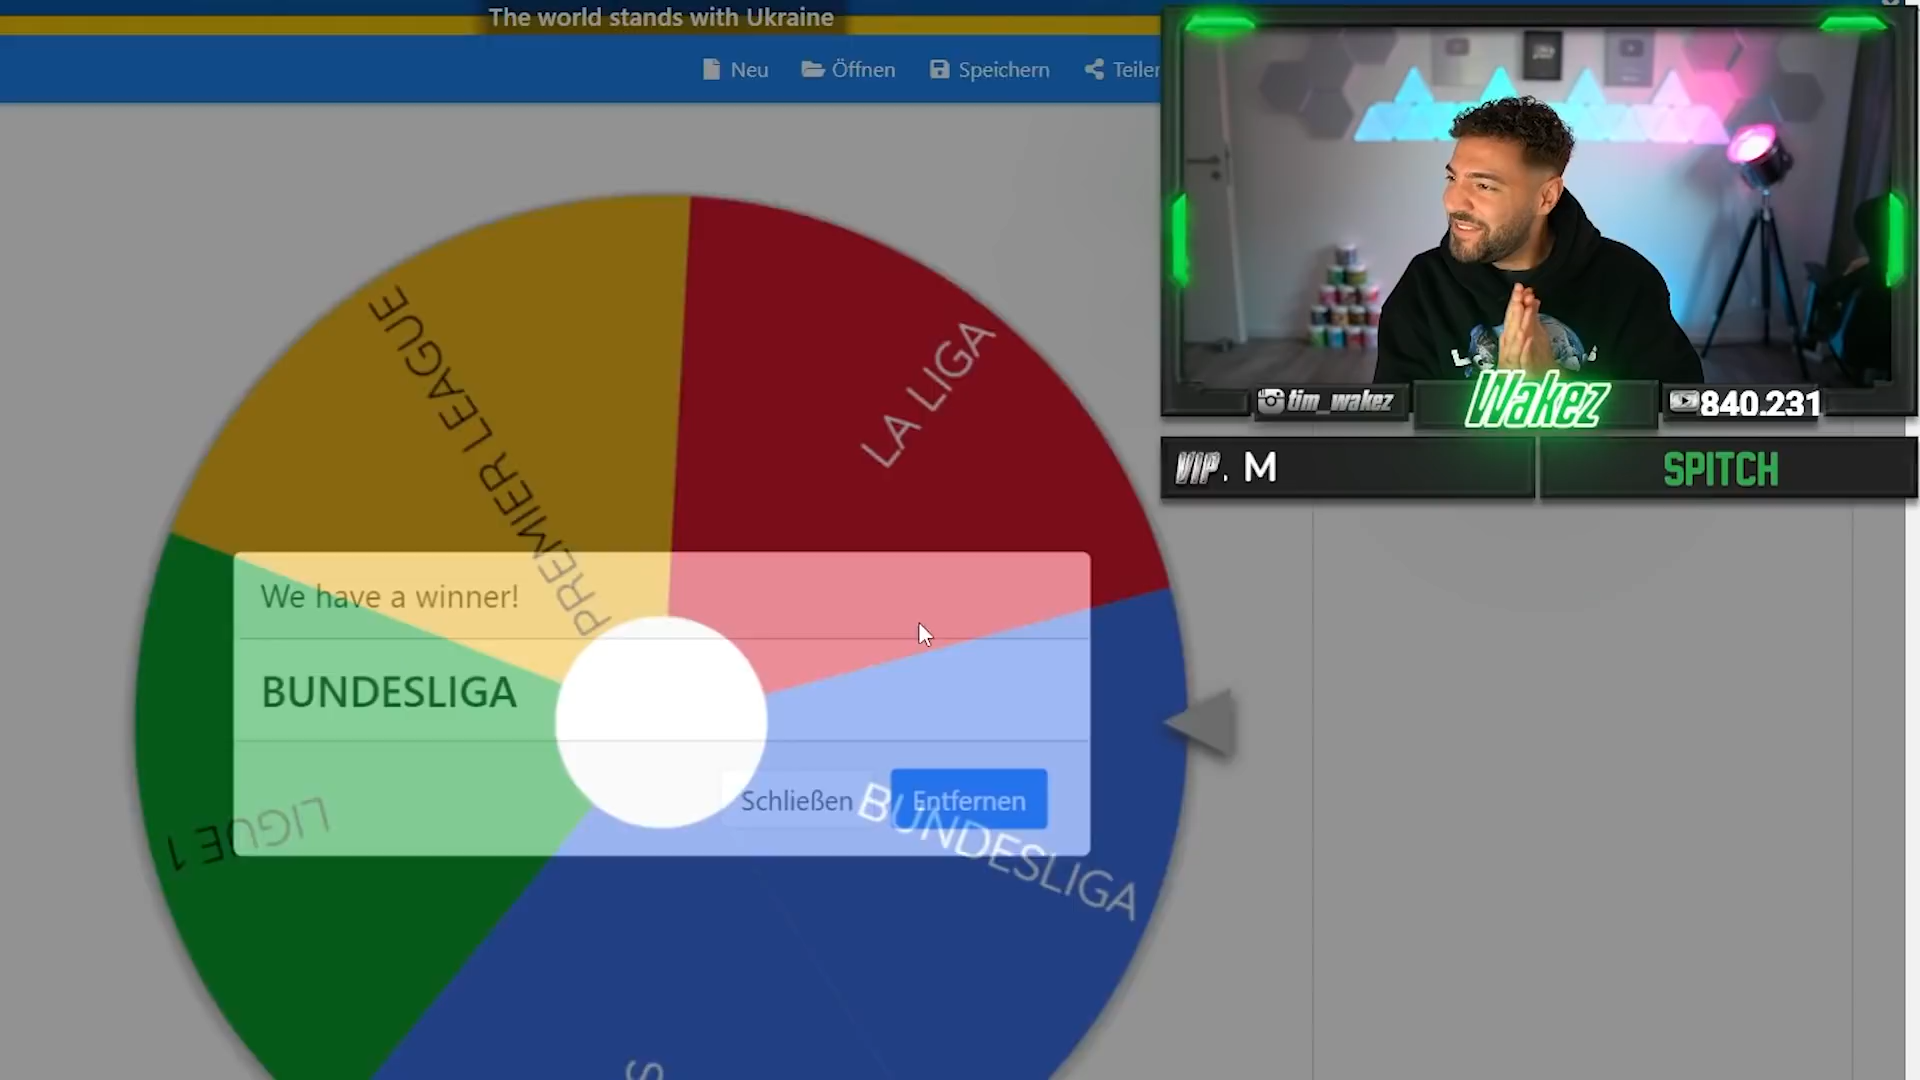 The world stands with Ukraine
Neu
Öffnen
Speichern
Teilen
tim_wakez
Wakez
840.231
VIP. M
SPITCH
PREMIER LEAGUE
LA LIGA
We have a winner!
BUNDESLIGA
Schließen
Entfernen
BUNDESLIGA
LIGUE 1
S